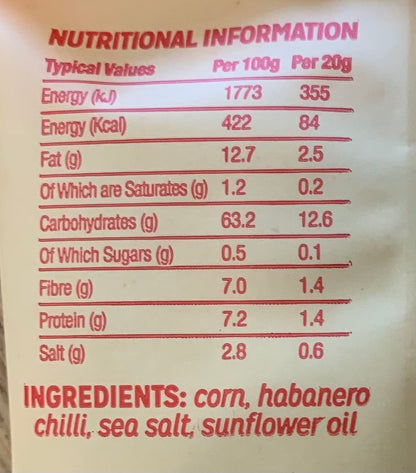 NUTRITIONAL INFORMATION
Typical Values Per 100g Per 20g
Energy (kJ) 1773 355
Energy (Kcal) 422 84
Fat (g) 12.7 2.5
Of Which are Saturates (g) 1.2 0.2
Carbohydrates (g) 63.2 12.6
Of Which Sugars (g) 0.5 0.1
Fibre (g) 7.0 1.4
Protein (g) 7.2 1.4
Salt (g) 2.8 0.6
INGREDIENTS: corn, habanero
chilli, sea salt, sunflower oil